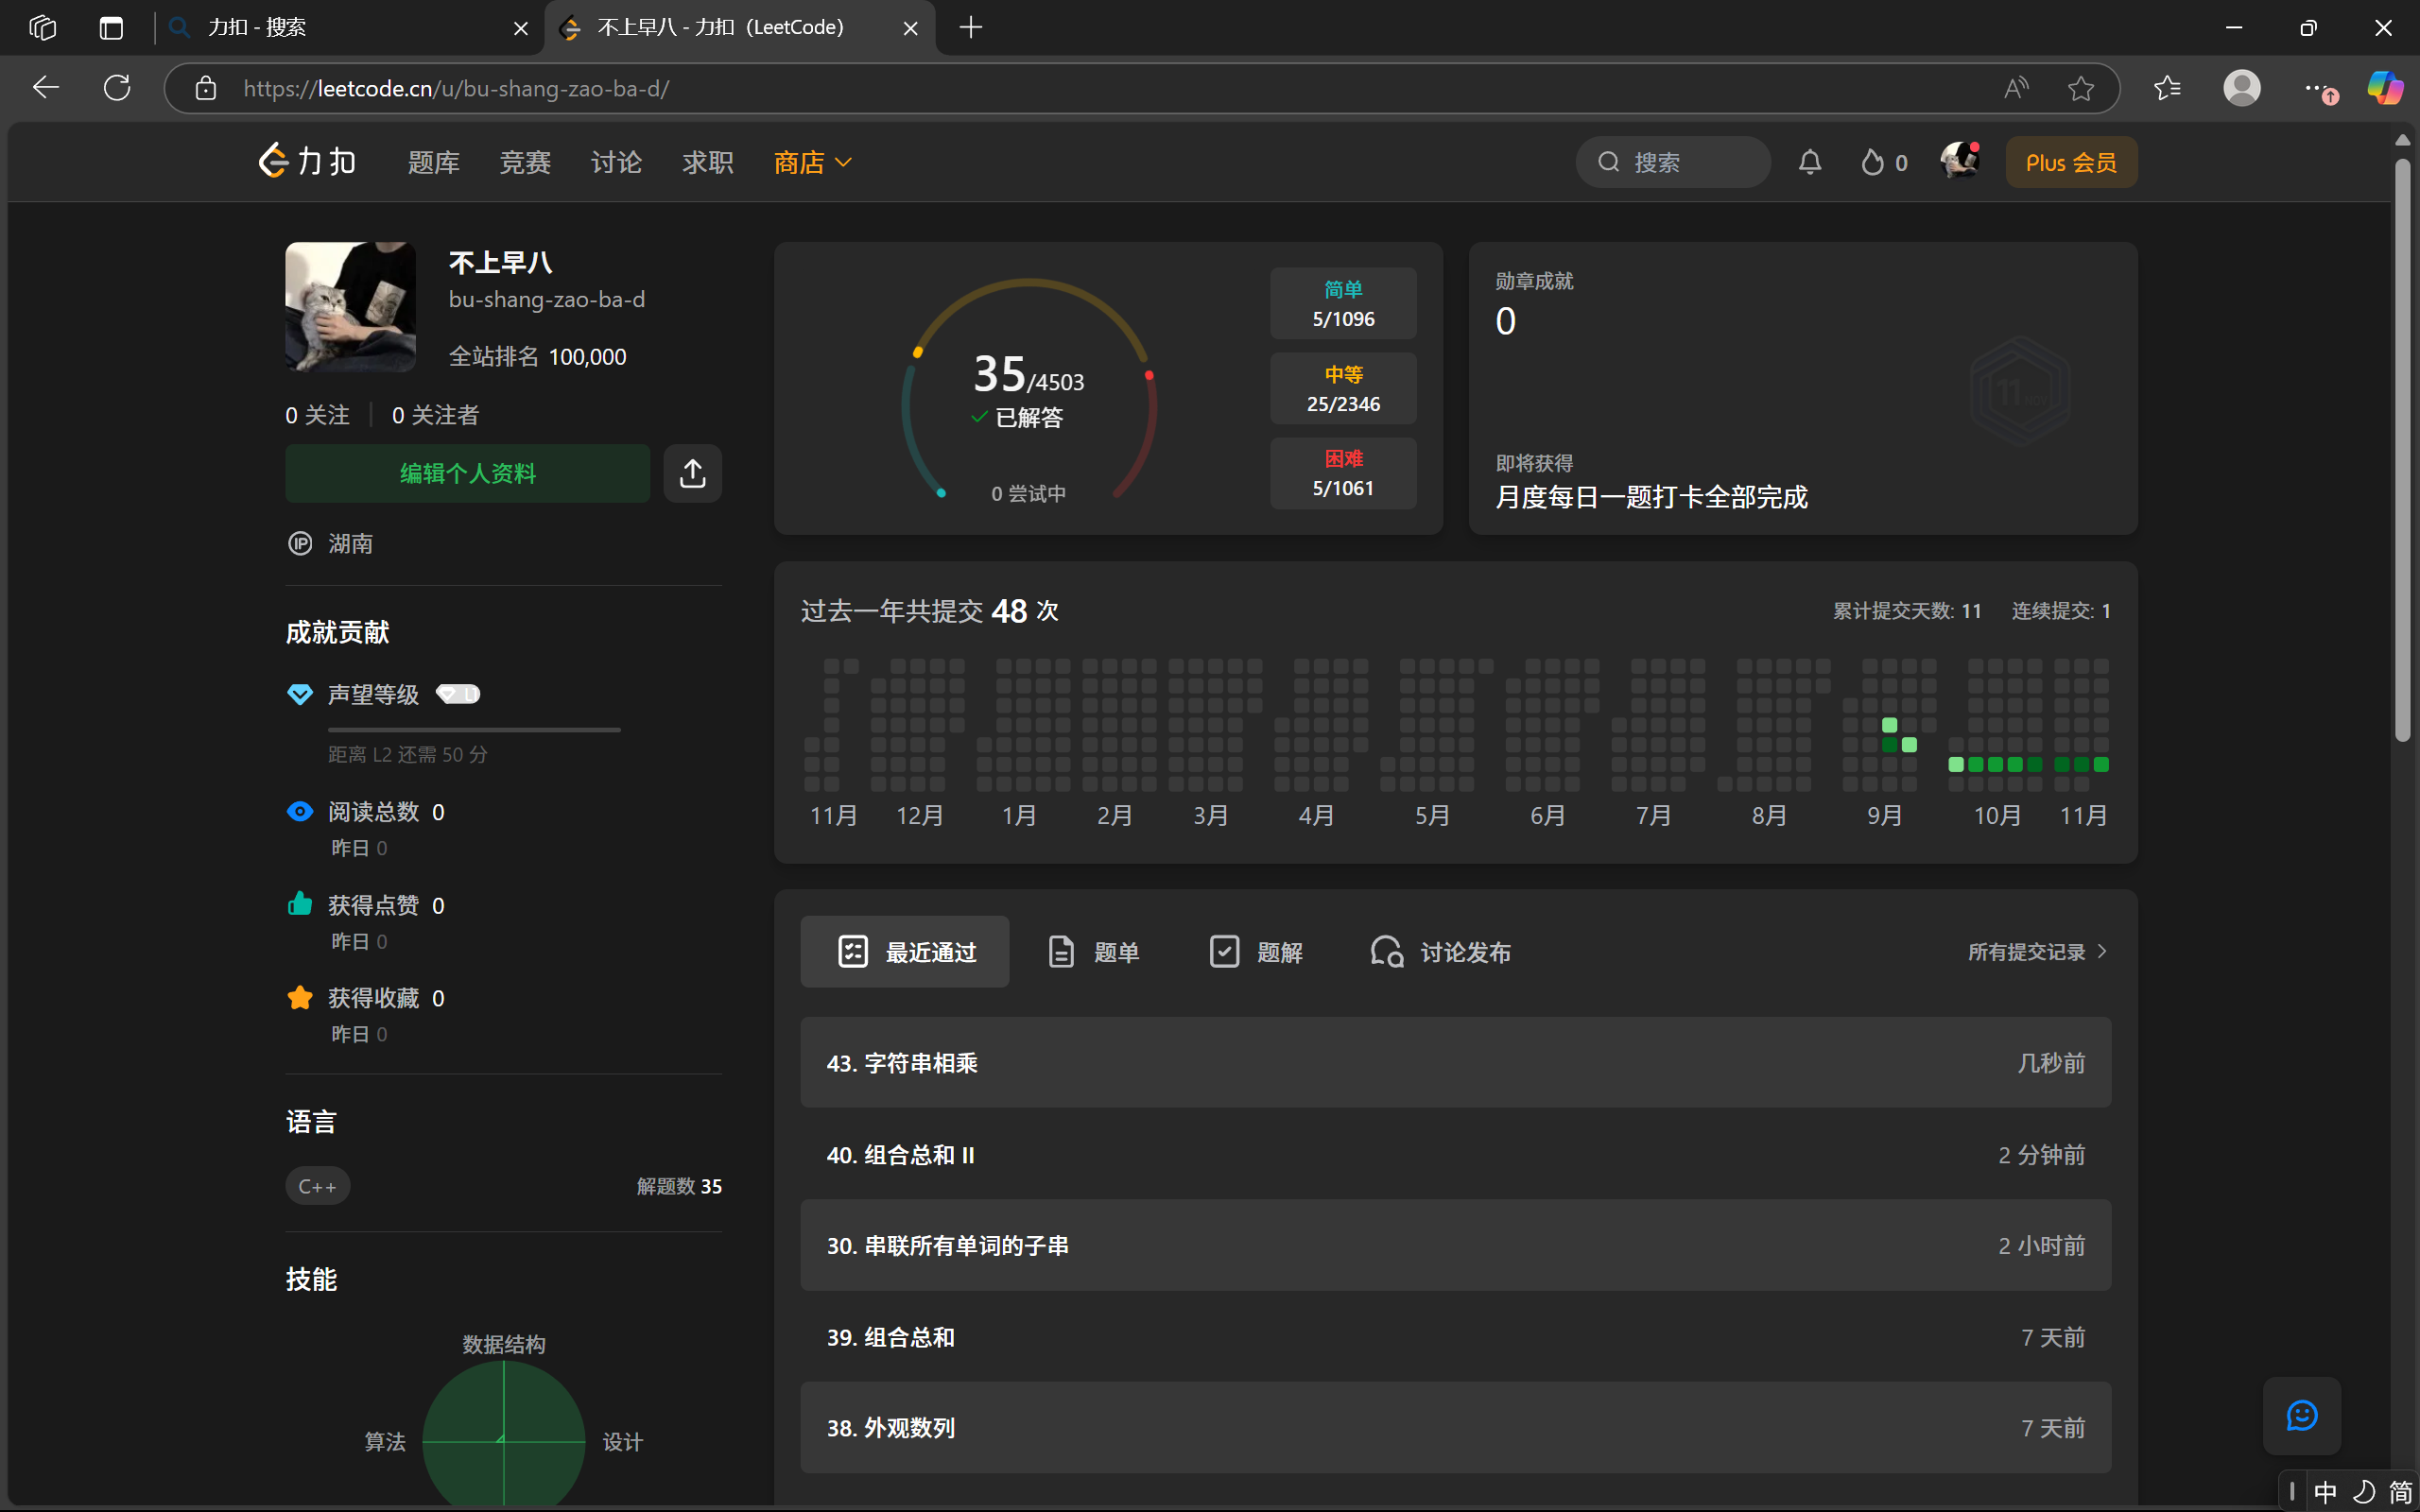 力扣 - 搜索
不上早八 - 力扣（LeetCode）
https://leetcode.cn/u/bu-shang-zao-ba-d/
力扣 题库 竞赛 讨论 求职 商店 搜索 0 Plus 会员
不上早八
bu-shang-zao-ba-d
全站排名 100,000
0 关注 0 关注者
编辑个人资料
湖南
成就贡献
声望等级 L1
距离 L2 还需 50 分
阅读总数 0
昨日 0
获得点赞 0
昨日 0
获得收藏 0
昨日 0
语言
C++ 解题数 35
技能
数据结构
算法 设计
35/4503
已解答
0 尝试中
简单
5/1096
中等
25/2346
困难
5/1061
勋章成就
0
11 NOV
即将获得
月度每日一题打卡全部完成
过去一年共提交 48 次 累计提交天数: 11 连续提交: 1
11月 12月 1月 2月 3月 4月 5月 6月 7月 8月 9月 10月 11月
最近通过 题单 题解 讨论发布 所有提交记录
43. 字符串相乘 几秒前
40. 组合总和 II 2 分钟前
30. 串联所有单词的子串 2 小时前
39. 组合总和 7 天前
38. 外观数列 7 天前
中 简